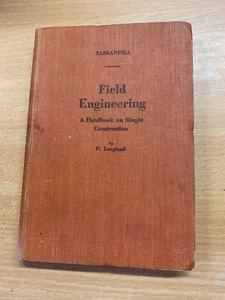 TANGANYIKA
Field
Engineering
A Handbook on Simple
Construction
By
F. Longland